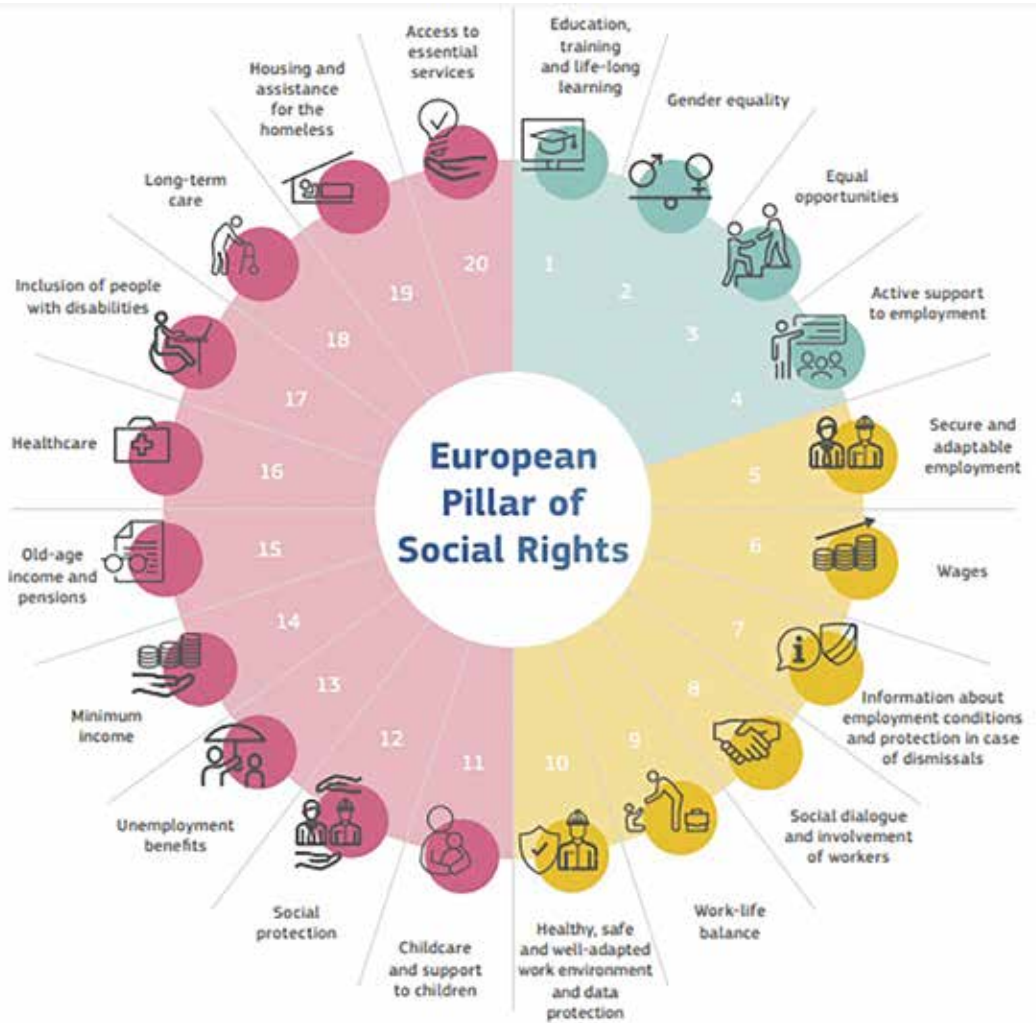 European
Pillar of
Social Rights
1
Education,
training
and life-long
learning
2
Gender equality
3
Equal
opportunities
4
Active support
to employment
5
Secure and
adaptable
employment
6
Wages
7
Information about
employment conditions
and protection in case
of dismissals
8
Social dialogue
and involvement
of workers
9
Work-life
balance
10
Healthy, safe
and well-adapted
work environment
and data
protection
11
Childcare
and support
to children
12
Social
protection
13
Unemployment
benefits
14
Minimum
income
15
Old-age
income and
pensions
16
Healthcare
17
Inclusion of people
with disabilities
18
Long-term
care
19
Housing and
assistance
for the
homeless
20
Access to
essential
services
i